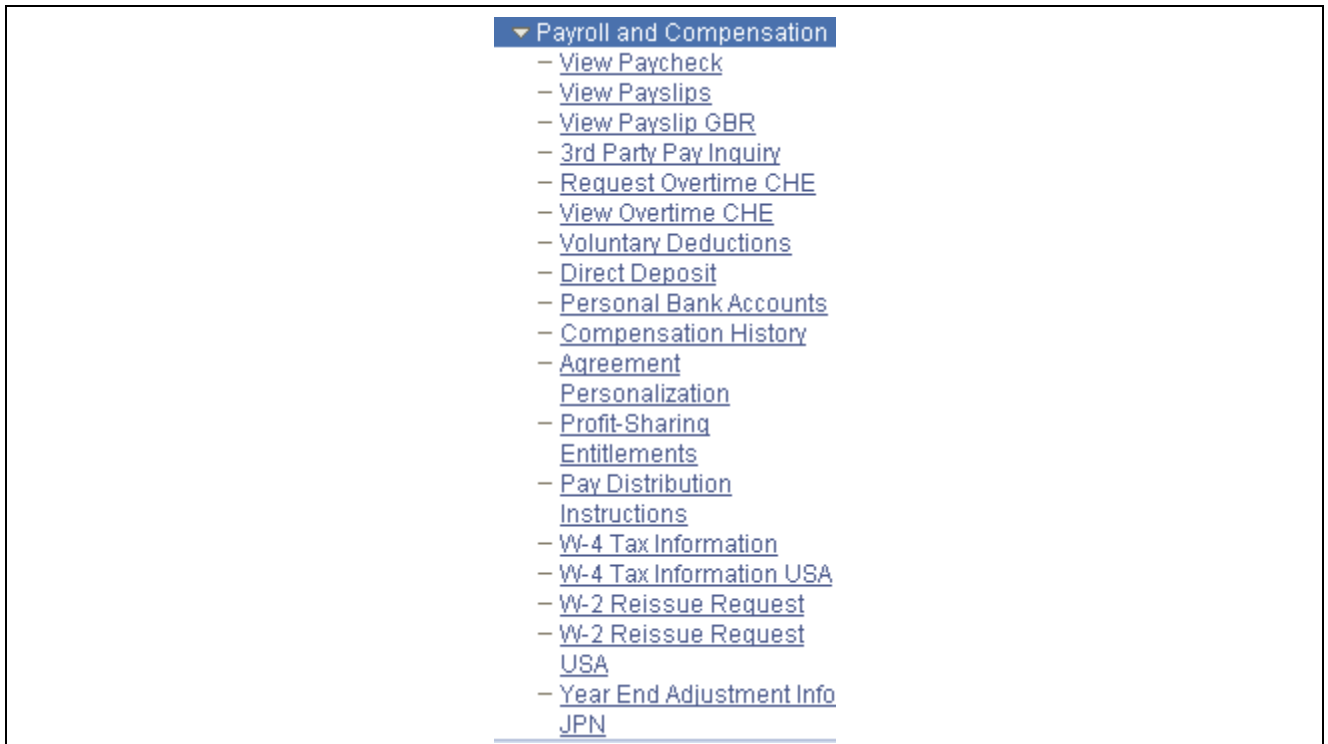 Payroll and Compensation
– View Paycheck
– View Payslips
– View Payslip GBR
– 3rd Party Pay Inquiry
– Request Overtime CHE
– View Overtime CHE
– Voluntary Deductions
– Direct Deposit
– Personal Bank Accounts
– Compensation History
– Agreement
Personalization
– Profit-Sharing
Entitlements
– Pay Distribution
Instructions
– W-4 Tax Information
– W-4 Tax Information USA
– W-2 Reissue Request
– W-2 Reissue Request
USA
– Year End Adjustment Info
JPN